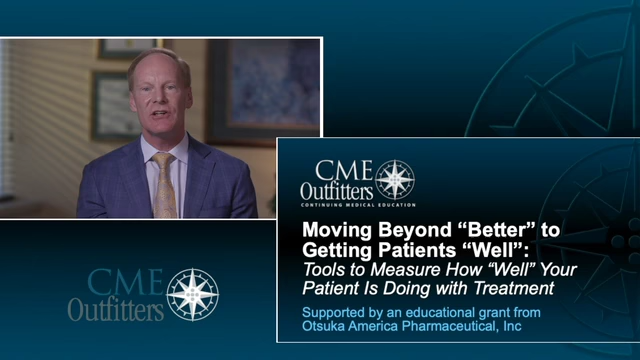 CME
Outfitters
CONTINUING MEDICAL EDUCATION
Moving Beyond “Better” to
Getting Patients “Well”:
Tools to Measure How “Well” Your
Patient Is Doing with Treatment
Supported by an educational grant from
Otsuka America Pharmaceutical, Inc
CME
Outfitters